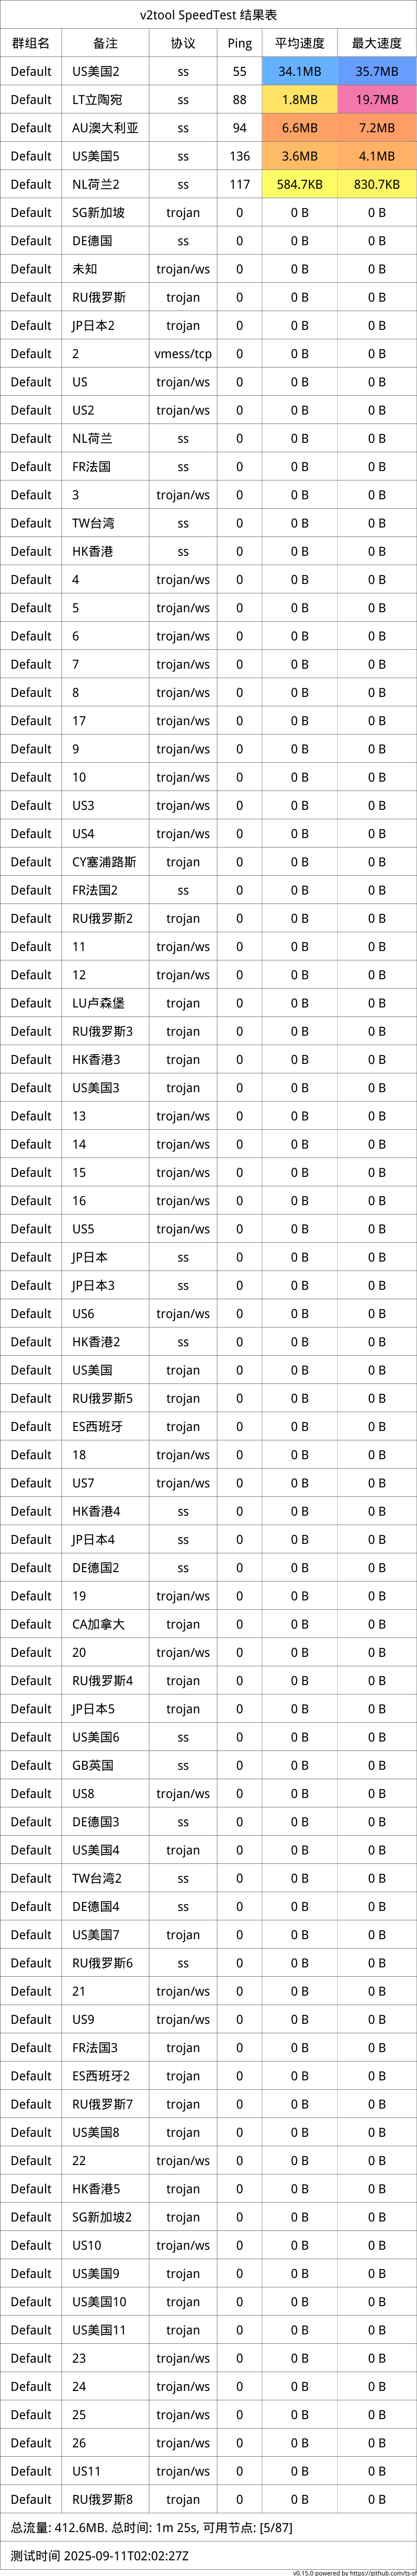 v2tool SpeedTest 结果表
群组名 备注 协议 Ping 平均速度 最大速度
Default US美国2 ss 55 34.1MB 35.7MB
Default LT立陶宛 ss 88 1.8MB 19.7MB
Default AU澳大利亚 ss 94 6.6MB 7.2MB
Default US美国5 ss 136 3.6MB 4.1MB
Default NL荷兰2 ss 117 584.7KB 830.7KB
Default SG新加坡 trojan 0 0 B 0 B
Default DE德国 ss 0 0 B 0 B
Default 未知 trojan/ws 0 0 B 0 B
Default RU俄罗斯 trojan 0 0 B 0 B
Default JP日本2 trojan 0 0 B 0 B
Default 2 vmess/tcp 0 0 B 0 B
Default US trojan/ws 0 0 B 0 B
Default US2 trojan/ws 0 0 B 0 B
Default NL荷兰 ss 0 0 B 0 B
Default FR法国 ss 0 0 B 0 B
Default 3 trojan/ws 0 0 B 0 B
Default TW台湾 ss 0 0 B 0 B
Default HK香港 ss 0 0 B 0 B
Default 4 trojan/ws 0 0 B 0 B
Default 5 trojan/ws 0 0 B 0 B
Default 6 trojan/ws 0 0 B 0 B
Default 7 trojan/ws 0 0 B 0 B
Default 8 trojan/ws 0 0 B 0 B
Default 17 trojan/ws 0 0 B 0 B
Default 9 trojan/ws 0 0 B 0 B
Default 10 trojan/ws 0 0 B 0 B
Default US3 trojan/ws 0 0 B 0 B
Default US4 trojan/ws 0 0 B 0 B
Default CY塞浦路斯 trojan 0 0 B 0 B
Default FR法国2 ss 0 0 B 0 B
Default RU俄罗斯2 trojan 0 0 B 0 B
Default 11 trojan/ws 0 0 B 0 B
Default 12 trojan/ws 0 0 B 0 B
Default LU卢森堡 trojan 0 0 B 0 B
Default RU俄罗斯3 trojan 0 0 B 0 B
Default HK香港3 trojan 0 0 B 0 B
Default US美国3 trojan 0 0 B 0 B
Default 13 trojan/ws 0 0 B 0 B
Default 14 trojan/ws 0 0 B 0 B
Default 15 trojan/ws 0 0 B 0 B
Default 16 trojan/ws 0 0 B 0 B
Default US5 trojan/ws 0 0 B 0 B
Default JP日本 ss 0 0 B 0 B
Default JP日本3 ss 0 0 B 0 B
Default US6 trojan/ws 0 0 B 0 B
Default HK香港2 ss 0 0 B 0 B
Default US美国 trojan 0 0 B 0 B
Default RU俄罗斯5 trojan 0 0 B 0 B
Default ES西班牙 trojan 0 0 B 0 B
Default 18 trojan/ws 0 0 B 0 B
Default US7 trojan/ws 0 0 B 0 B
Default HK香港4 ss 0 0 B 0 B
Default JP日本4 ss 0 0 B 0 B
Default DE德国2 ss 0 0 B 0 B
Default 19 trojan/ws 0 0 B 0 B
Default CA加拿大 trojan 0 0 B 0 B
Default 20 trojan/ws 0 0 B 0 B
Default RU俄罗斯4 trojan 0 0 B 0 B
Default JP日本5 trojan 0 0 B 0 B
Default US美国6 ss 0 0 B 0 B
Default GB英国 ss 0 0 B 0 B
Default US8 trojan/ws 0 0 B 0 B
Default DE德国3 ss 0 0 B 0 B
Default US美国4 trojan 0 0 B 0 B
Default TW台湾2 ss 0 0 B 0 B
Default DE德国4 ss 0 0 B 0 B
Default US美国7 trojan 0 0 B 0 B
Default RU俄罗斯6 ss 0 0 B 0 B
Default 21 trojan/ws 0 0 B 0 B
Default US9 trojan/ws 0 0 B 0 B
Default FR法国3 trojan 0 0 B 0 B
Default ES西班牙2 trojan 0 0 B 0 B
Default RU俄罗斯7 trojan 0 0 B 0 B
Default US美国8 trojan 0 0 B 0 B
Default 22 trojan/ws 0 0 B 0 B
Default HK香港5 trojan 0 0 B 0 B
Default SG新加坡2 trojan 0 0 B 0 B
Default US10 trojan/ws 0 0 B 0 B
Default US美国9 trojan 0 0 B 0 B
Default US美国10 trojan 0 0 B 0 B
Default US美国11 trojan 0 0 B 0 B
Default 23 trojan/ws 0 0 B 0 B
Default 24 trojan/ws 0 0 B 0 B
Default 25 trojan/ws 0 0 B 0 B
Default 26 trojan/ws 0 0 B 0 B
Default US11 trojan/ws 0 0 B 0 B
Default RU俄罗斯8 trojan 0 0 B 0 B
总流量: 412.6MB. 总时间: 1m 25s, 可用节点: [5/87]
测试时间 2025-09-11T02:02:27Z
v0.15.0 powered by https://github.com/ts-sf